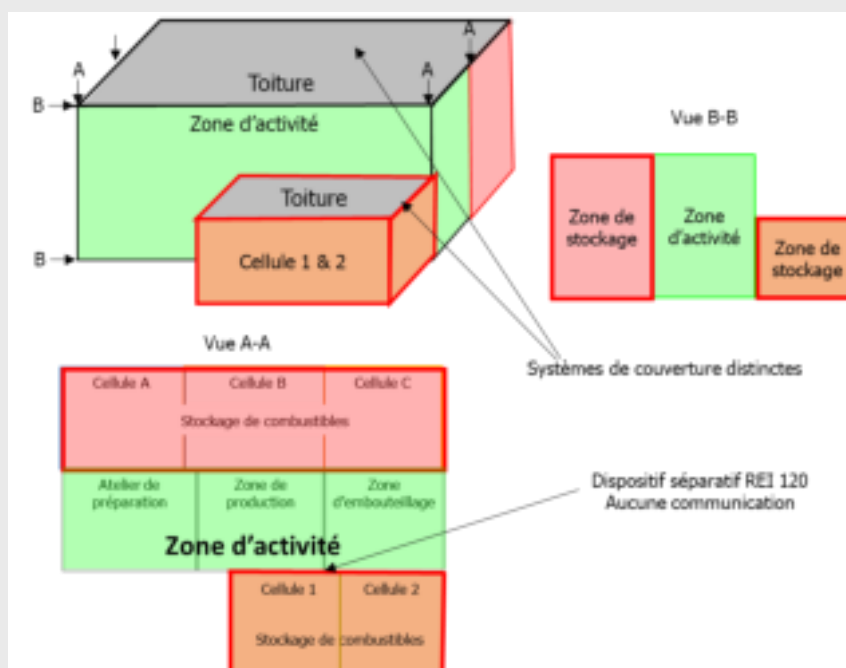 A
A
Toiture
A
B
Zone d'activité
Vue B-B
Toiture
Zone de
stockage
Zone
d'activité
Zone de
stockage
B
Cellule 1 & 2
Vue A-A
Systèmes de couverture distinctes
Cellule A
Cellule B
Cellule C
Stockage de combustibles
Atelier de
préparation
Zone de
production
Zone
d'embouteillage
Dispositif séparatif REI 120
Aucune communication
Zone d'activité
Cellule 1
Cellule 2
Stockage de combustibles